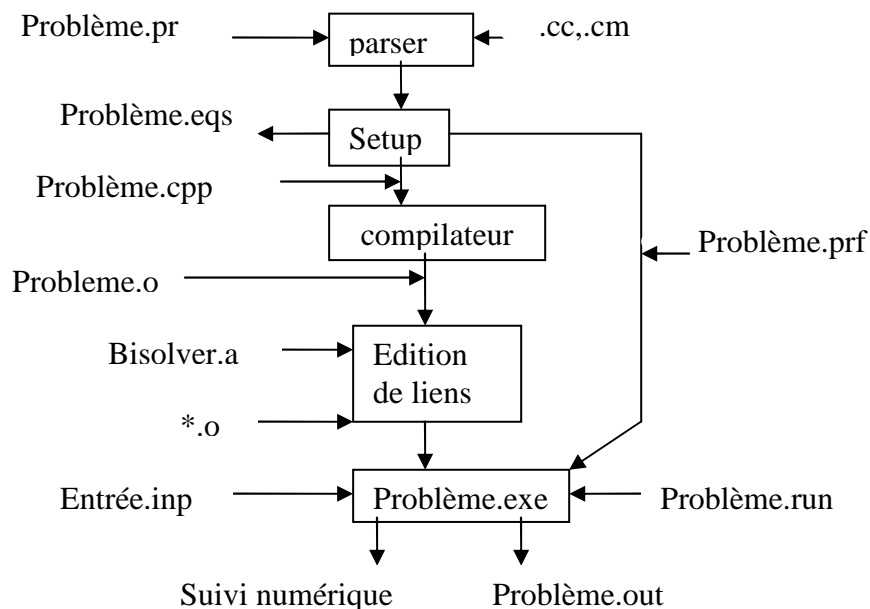 Problème.pr
parser
.cc,.cm
Problème.eqs
Setup
Problème.cpp
compilateur
Problème.prf
Probleme.o
Bisolver.a
Edition
de liens
*.o
Entrée.inp
Problème.exe
Problème.run
Suivi numérique
Problème.out